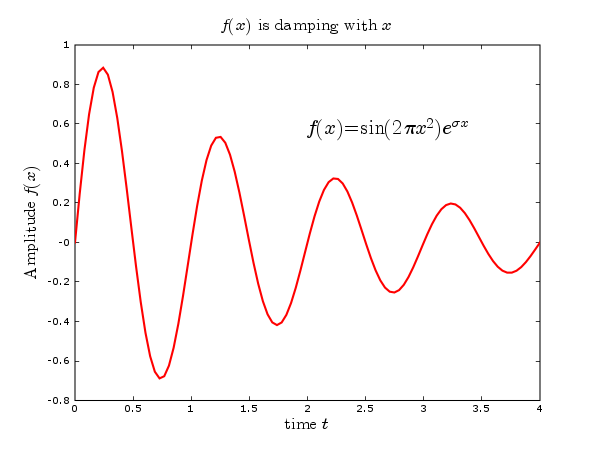 f(x) is damping with x
1
0.8
0.6
0.4
0.2
-0
-0.2
-0.4
-0.6
-0.8
Amplitude f(x)
f(x)=sin(2πx²)e^σx
0 0.5 1 1.5 2 2.5 3 3.5 4
time t